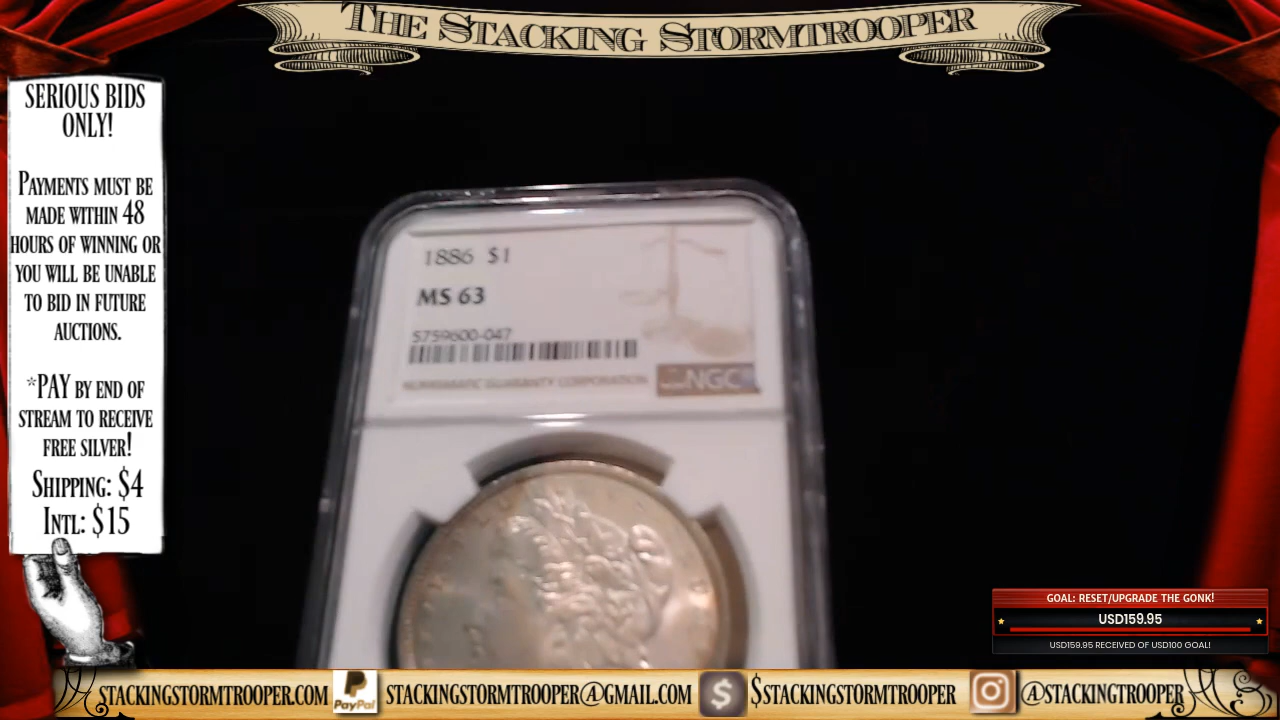 The Stacking Stormtrooper
SERIOUS BIDS
ONLY!
PAYMENTS MUST BE
MADE WITHIN 48
HOURS OF WINNING OR
YOU WILL BE UNABLE
TO BID IN FUTURE
AUCTIONS.
*PAY BY END OF
STREAM TO RECEIVE
FREE SILVER!
SHIPPING: $4
INTL: $15
1886 $1
MS 63
5759600-047
NUMISMATIC GUARANTY CORPORATION
NGC
GOAL: RESET/UPGRADE THE GONK!
USD159.95
USD159.95 RECEIVED OF USD100 GOAL!
STACKINGSTORMTROOPER.COM
PayPal
STACKINGSTORMTROOPER@GMAIL.COM
$
$STACKINGSTORMTROOPER
@STACKINGTROOPER